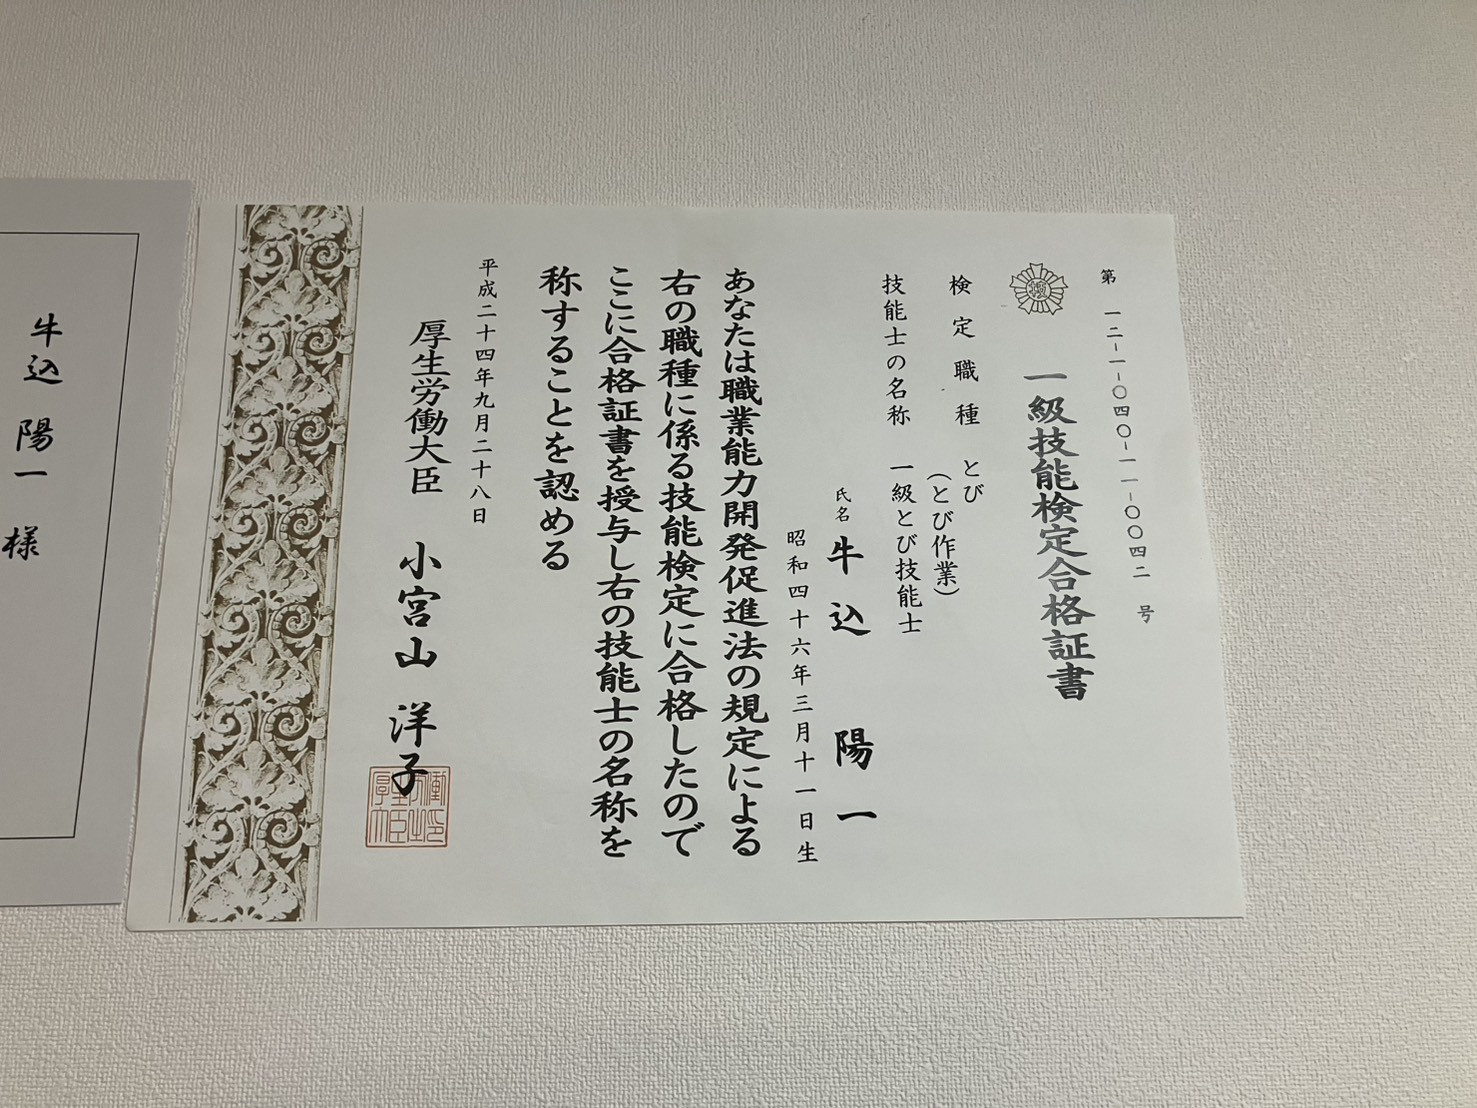 第 一二-一-〇四〇-一一-〇〇四二 号
一級技能検定合格証書
検定職種 とび
(とび作業)
技能士の名称 一級とび技能士
氏名 牛込 陽一
昭和四十六年三月十一日生
あなたは職業能力開発促進法の規定による
右の職種に係る技能検定に合格したので
ここに合格証書を授与し右の技能士の名称を
称することを認める
平成二十四年九月二十八日
厚生労働大臣 小宮山 洋子
牛込 陽一 様